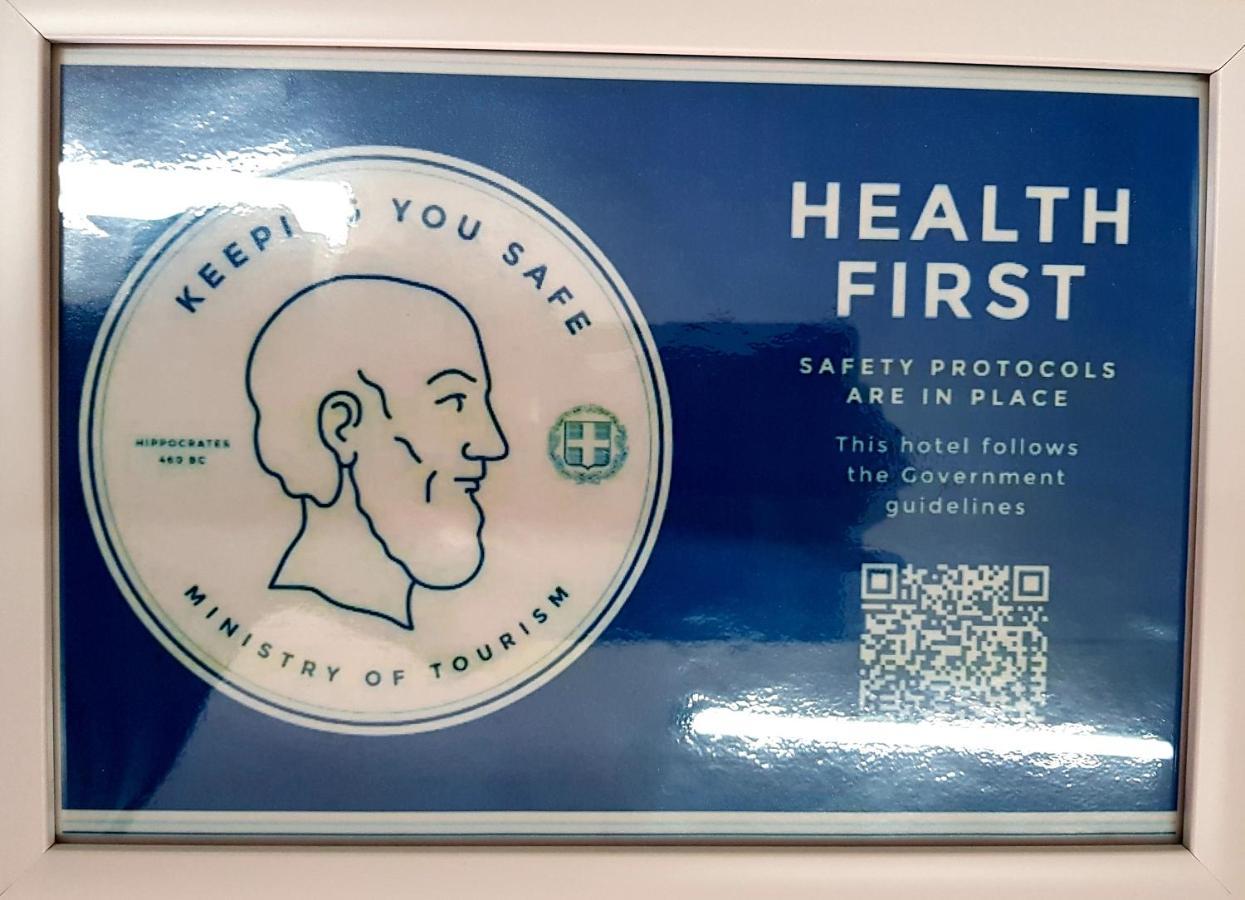 KEEPING YOU SAFE
HIPPOCRATES
460 BC
MINISTRY OF TOURISM
HEALTH
FIRST
SAFETY PROTOCOLS
ARE IN PLACE
This hotel follows
the Government
guidelines